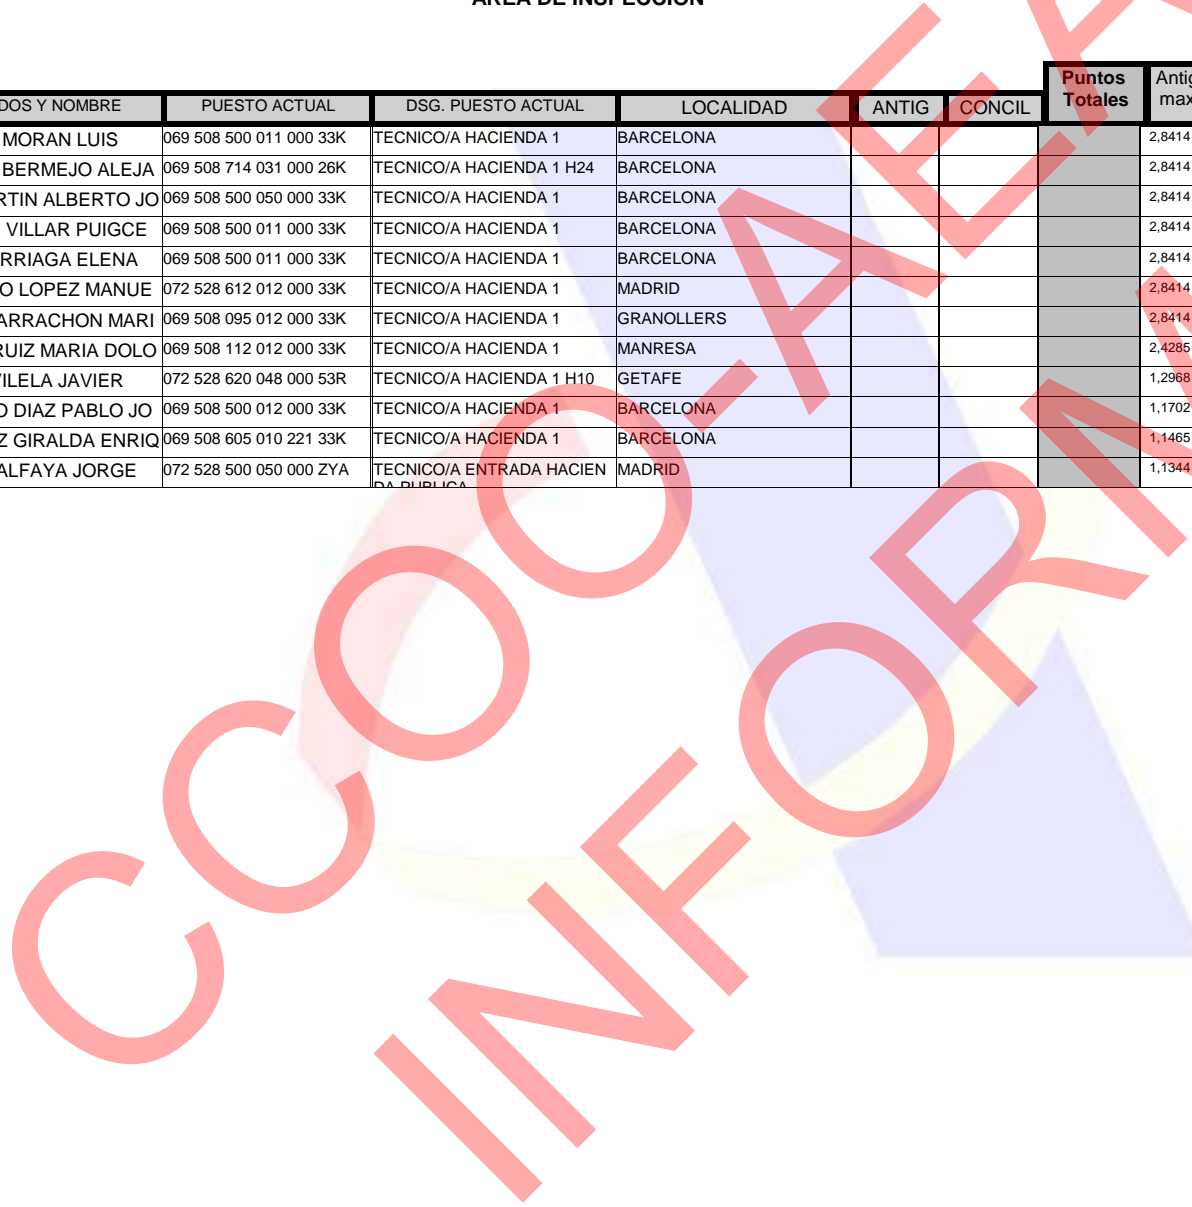 AREA DE INSPECCION
DOS Y NOMBRE PUESTO ACTUAL DSG. PUESTO ACTUAL LOCALIDAD ANTIG CONCIL Puntos Totales Antig max
MORAN LUIS 069 508 500 011 000 33K TECNICO/A HACIENDA 1 BARCELONA 2,8414
BERMEJO ALEJA 069 508 714 031 000 26K TECNICO/A HACIENDA 1 H24 BARCELONA 2,8414
RTIN ALBERTO JO 069 508 500 050 000 33K TECNICO/A HACIENDA 1 BARCELONA 2,8414
VILLAR PUIGCE 069 508 500 011 000 33K TECNICO/A HACIENDA 1 BARCELONA 2,8414
RRIAGA ELENA 069 508 500 011 000 33K TECNICO/A HACIENDA 1 BARCELONA 2,8414
O LOPEZ MANUE 072 528 612 012 000 33K TECNICO/A HACIENDA 1 MADRID 2,8414
ARRACHON MARI 069 508 095 012 000 33K TECNICO/A HACIENDA 1 GRANOLLERS 2,8414
RUIZ MARIA DOLO 069 508 112 012 000 33K TECNICO/A HACIENDA 1 MANRESA 2,4285
VILELA JAVIER 072 528 620 048 000 53R TECNICO/A HACIENDA 1 H10 GETAFE 1,2968
O DIAZ PABLO JO 069 508 500 012 000 33K TECNICO/A HACIENDA 1 BARCELONA 1,1702
Z GIRALDA ENRIQ 069 508 605 010 221 33K TECNICO/A HACIENDA 1 BARCELONA 1,1465
ALFAYA JORGE 072 528 500 050 000 ZYA TECNICO/A ENTRADA HACIEN MADRID 1,1344
DA PUBLICA
CCOO-AEA
INFORM